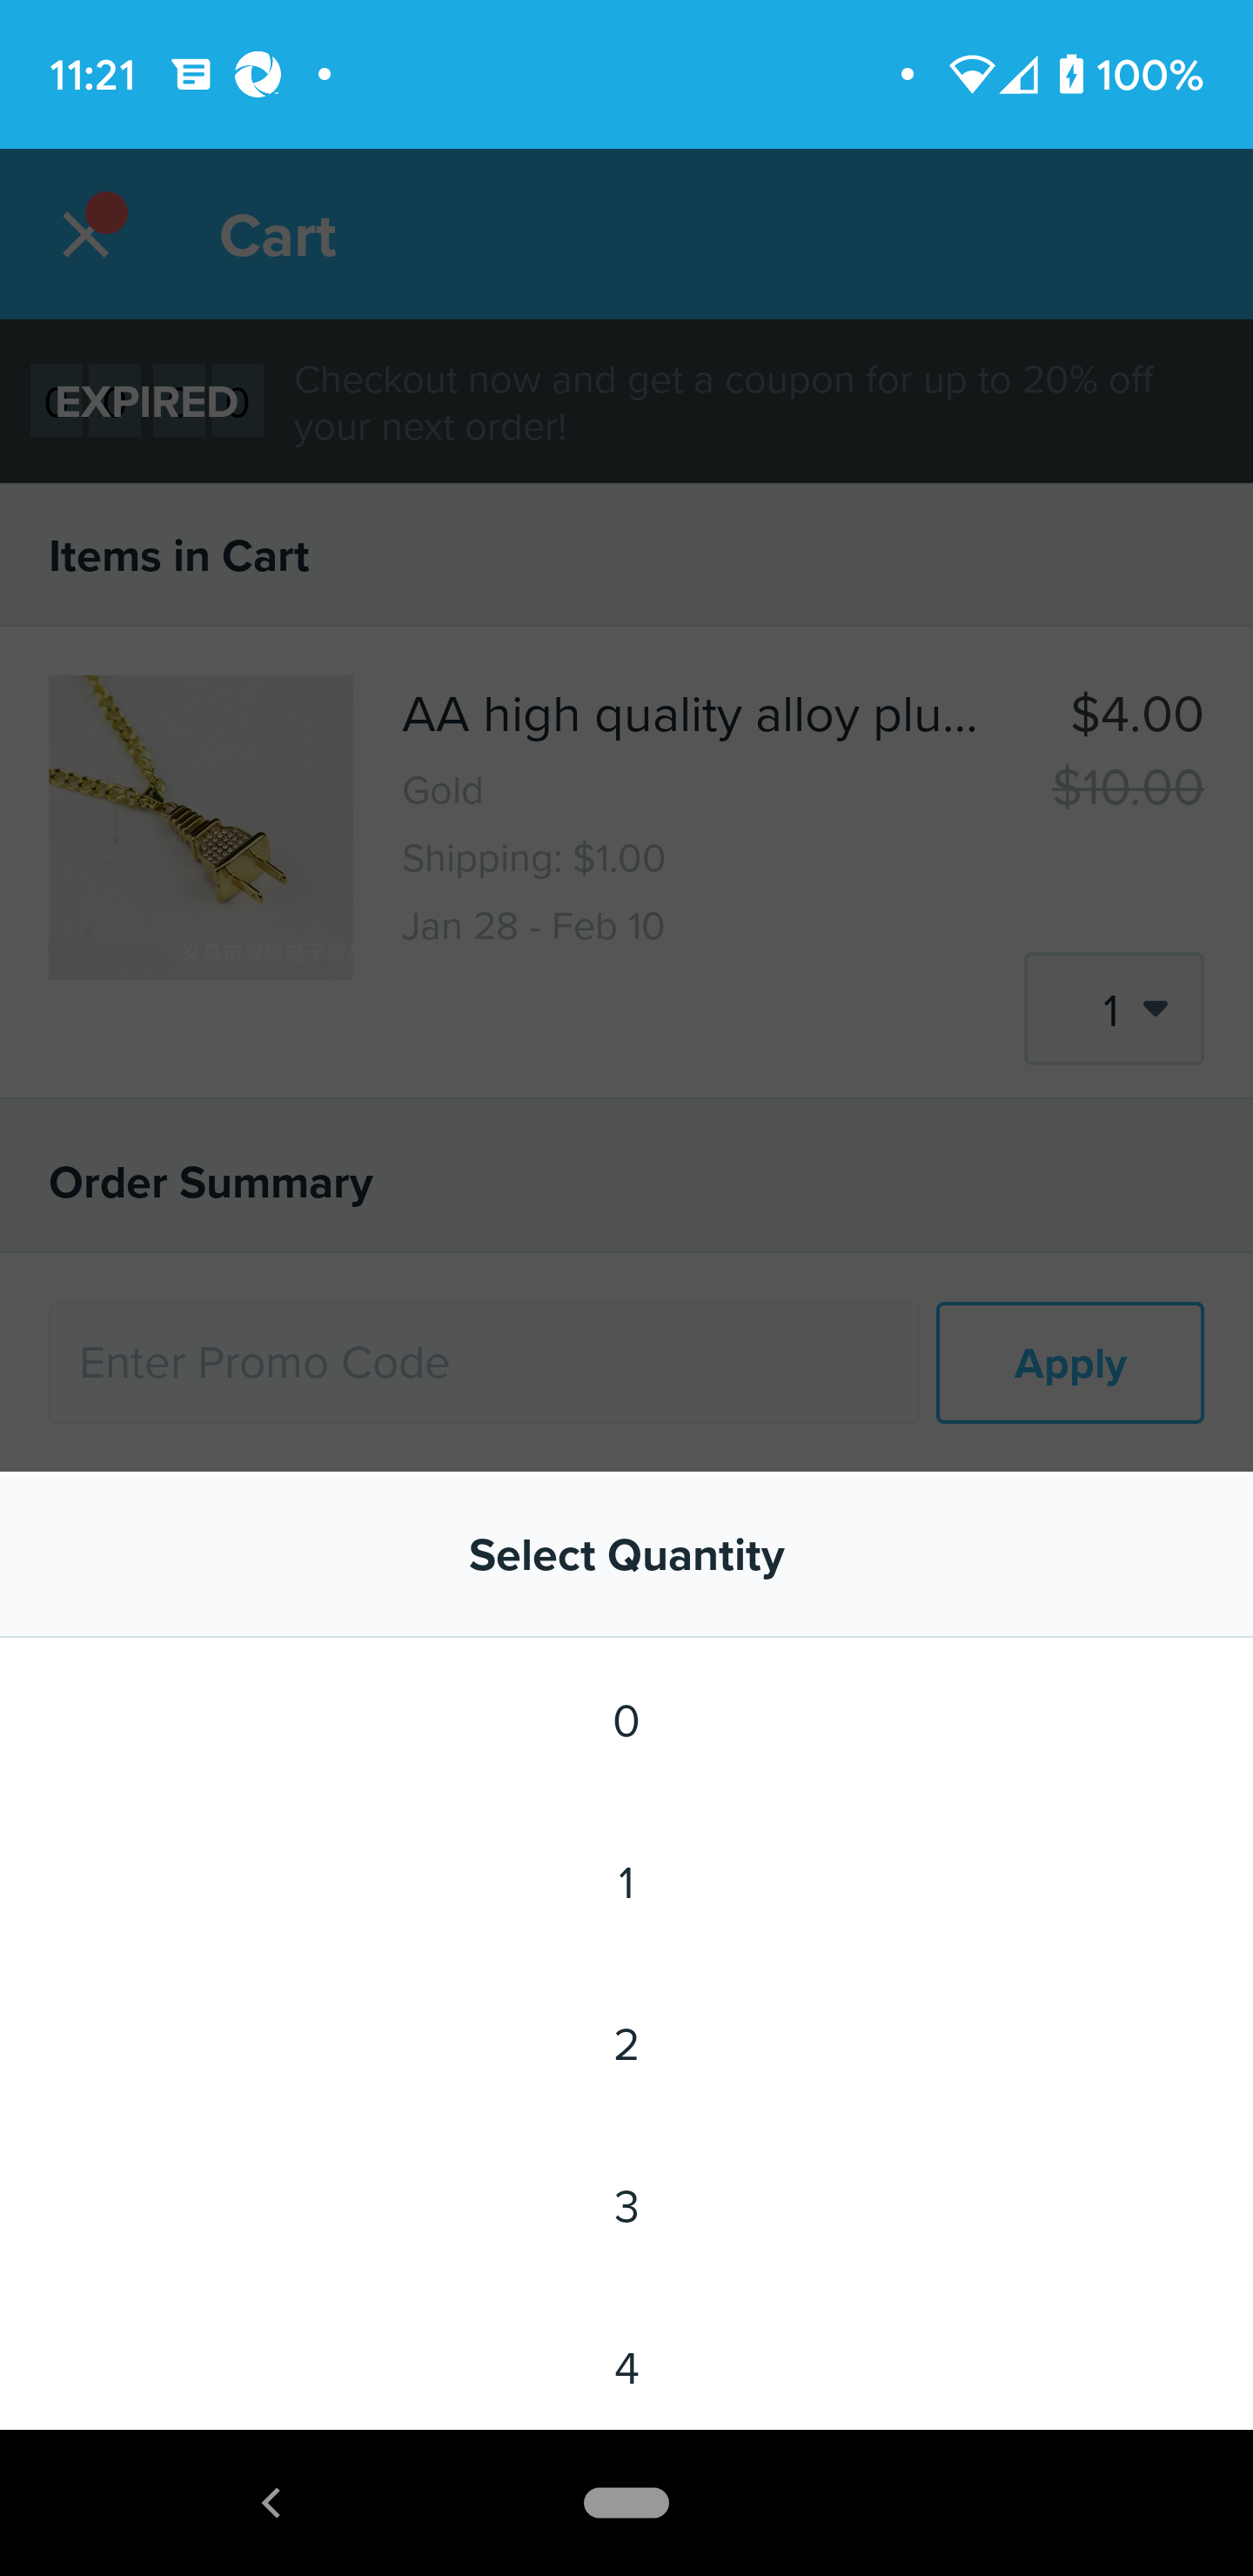 11:21
100%
Cart
EXPIRED
Checkout now and get a coupon for up to 20% off
your next order!
Items in Cart
AA high quality alloy plu...
$4.00
Gold
$10.00
Shipping: $1.00
Jan 28 - Feb 10
1
Order Summary
Enter Promo Code
Apply
Select Quantity
0
1
2
3
4